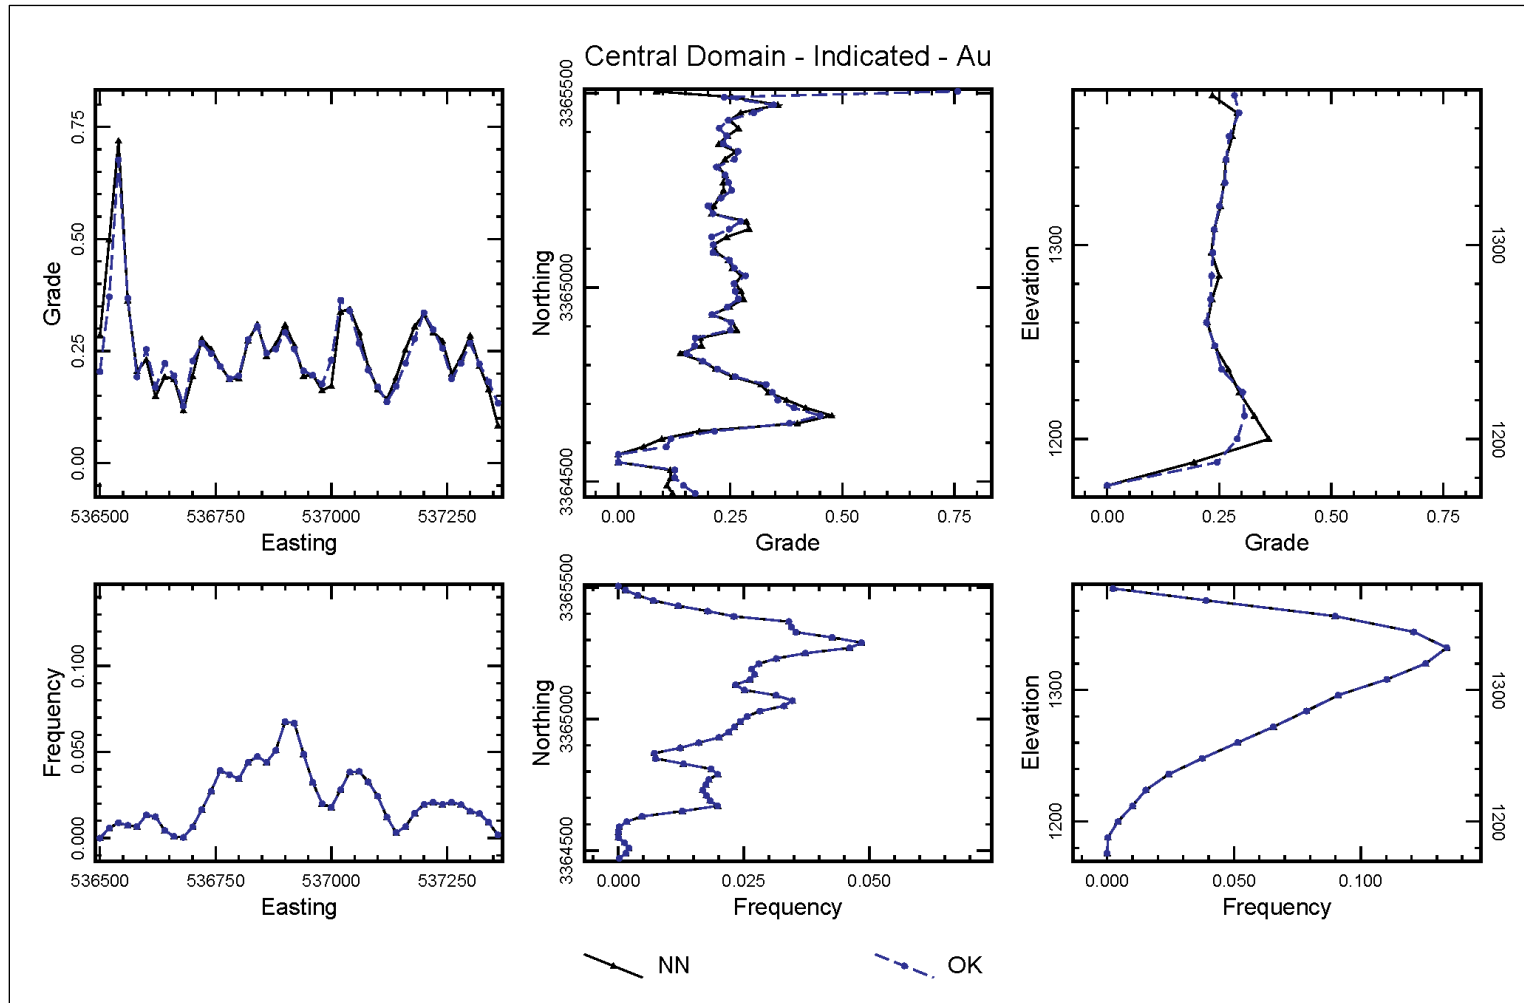 Central Domain - Indicated - Au
Grade
0.75
0.50
0.25
0.00
536500
536750
537000
537250
Easting
Northing
3365500
3365000
3364500
0.00
0.25
0.50
0.75
Grade
Elevation
1300
1200
1300
1200
0.00
0.25
0.50
0.75
Grade
Frequency
0.100
0.050
0.000
536500
536750
537000
537250
Easting
Northing
3365500
3365000
3364500
0.000
0.025
0.050
Frequency
Elevation
1300
1200
1300
1200
0.000
0.050
0.100
Frequency
NN
OK